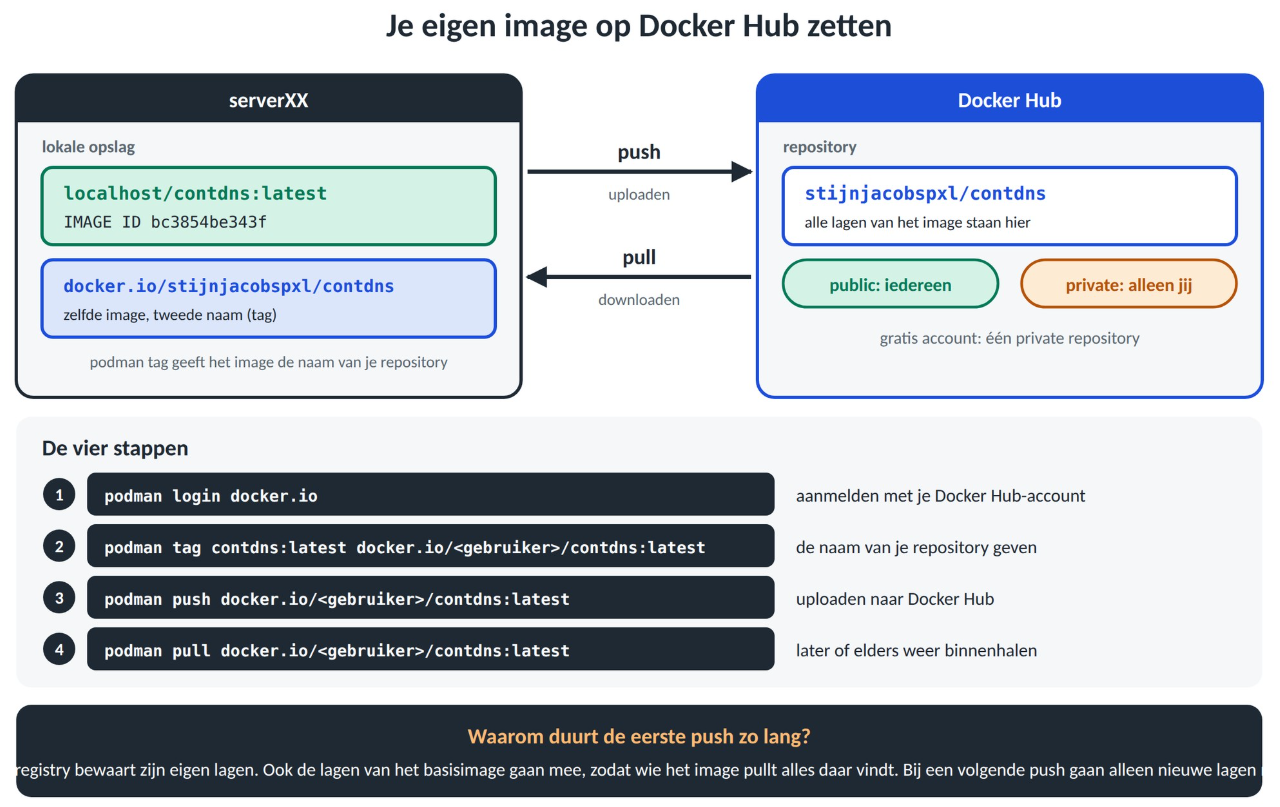 Je eigen image op Docker Hub zetten
serverXX
lokale opslag
localhost/contdns:latest
IMAGE ID bc3854be343f
docker.io/stijnjacobspxl/contdns
zelfde image, tweede naam (tag)
podman tag geeft het image de naam van je repository
push
uploaden
pull
downloaden
Docker Hub
repository
stijnjacobspxl/contdns
alle lagen van het image staan hier
public: iedereen
private: alleen jij
gratis account: één private repository
De vier stappen
1 podman login docker.io aanmelden met je Docker Hub-account
2 podman tag contdns:latest docker.io/<gebruiker>/contdns:latest de naam van je repository geven
3 podman push docker.io/<gebruiker>/contdns:latest uploaden naar Docker Hub
4 podman pull docker.io/<gebruiker>/contdns:latest later of elders weer binnenhalen
Waarom duurt de eerste push zo lang?
registry bewaart zijn eigen lagen. Ook de lagen van het basisimage gaan mee, zodat wie het image pullt alles daar vindt. Bij een volgende push gaan alleen nieuwe lagen